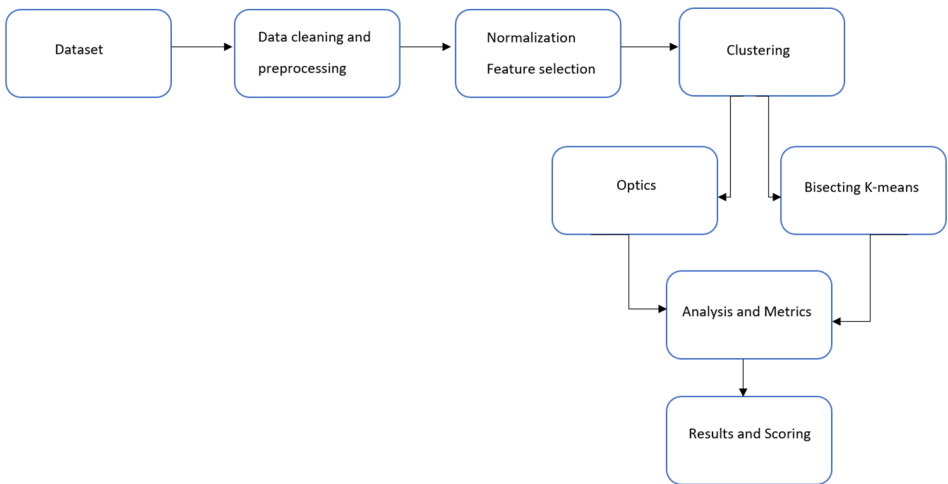 Dataset
Data cleaning and
preprocessing
Normalization
Feature selection
Clustering
Optics
Bisecting K-means
Analysis and Metrics
Results and Scoring